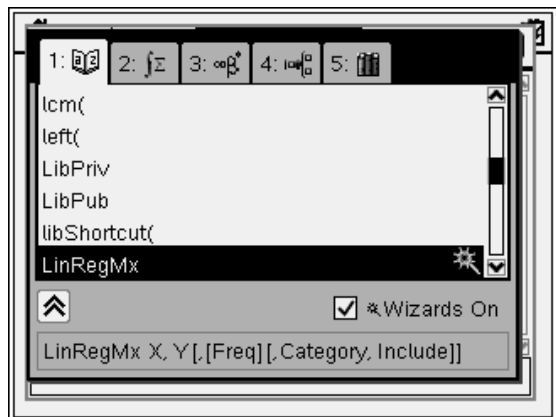 1: 2: ∫Σ 3: ∞β° 4: 5:
lcm(
left(
LibPriv
LibPub
libShortcut(
LinRegMx
Wizards On
LinRegMx X, Y[,[Freq][,Category, Include]]